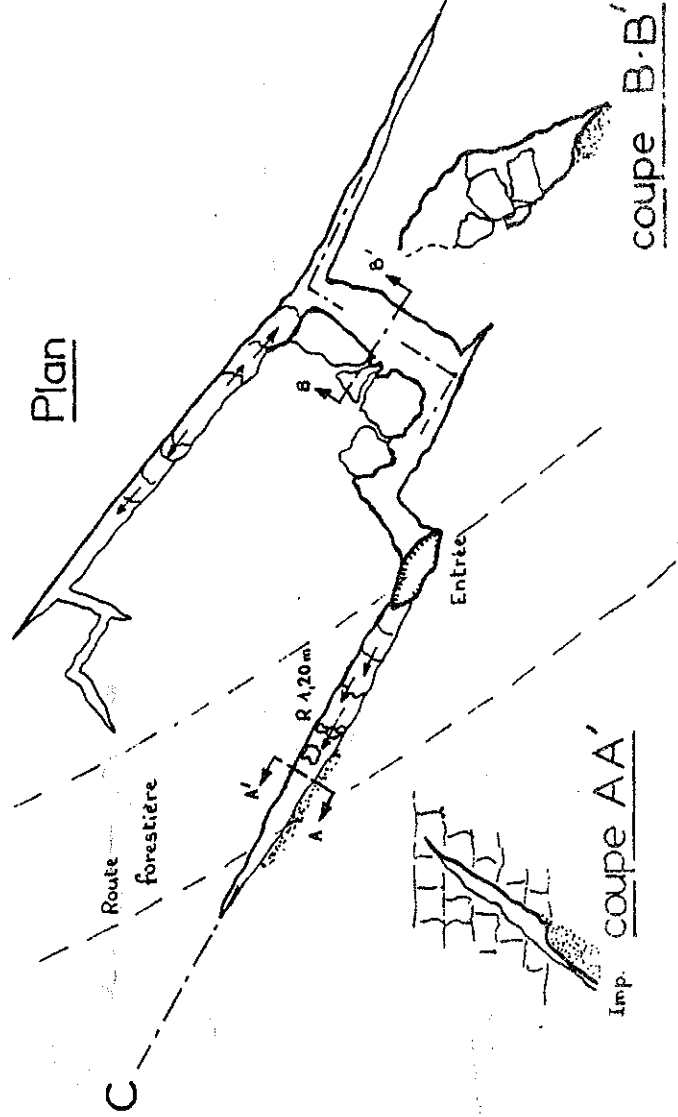 Plan
Route
forestière
C
R 1,20m
A'
A
Entrée
B
B
Imp.
coupe AA'
coupe B.B'